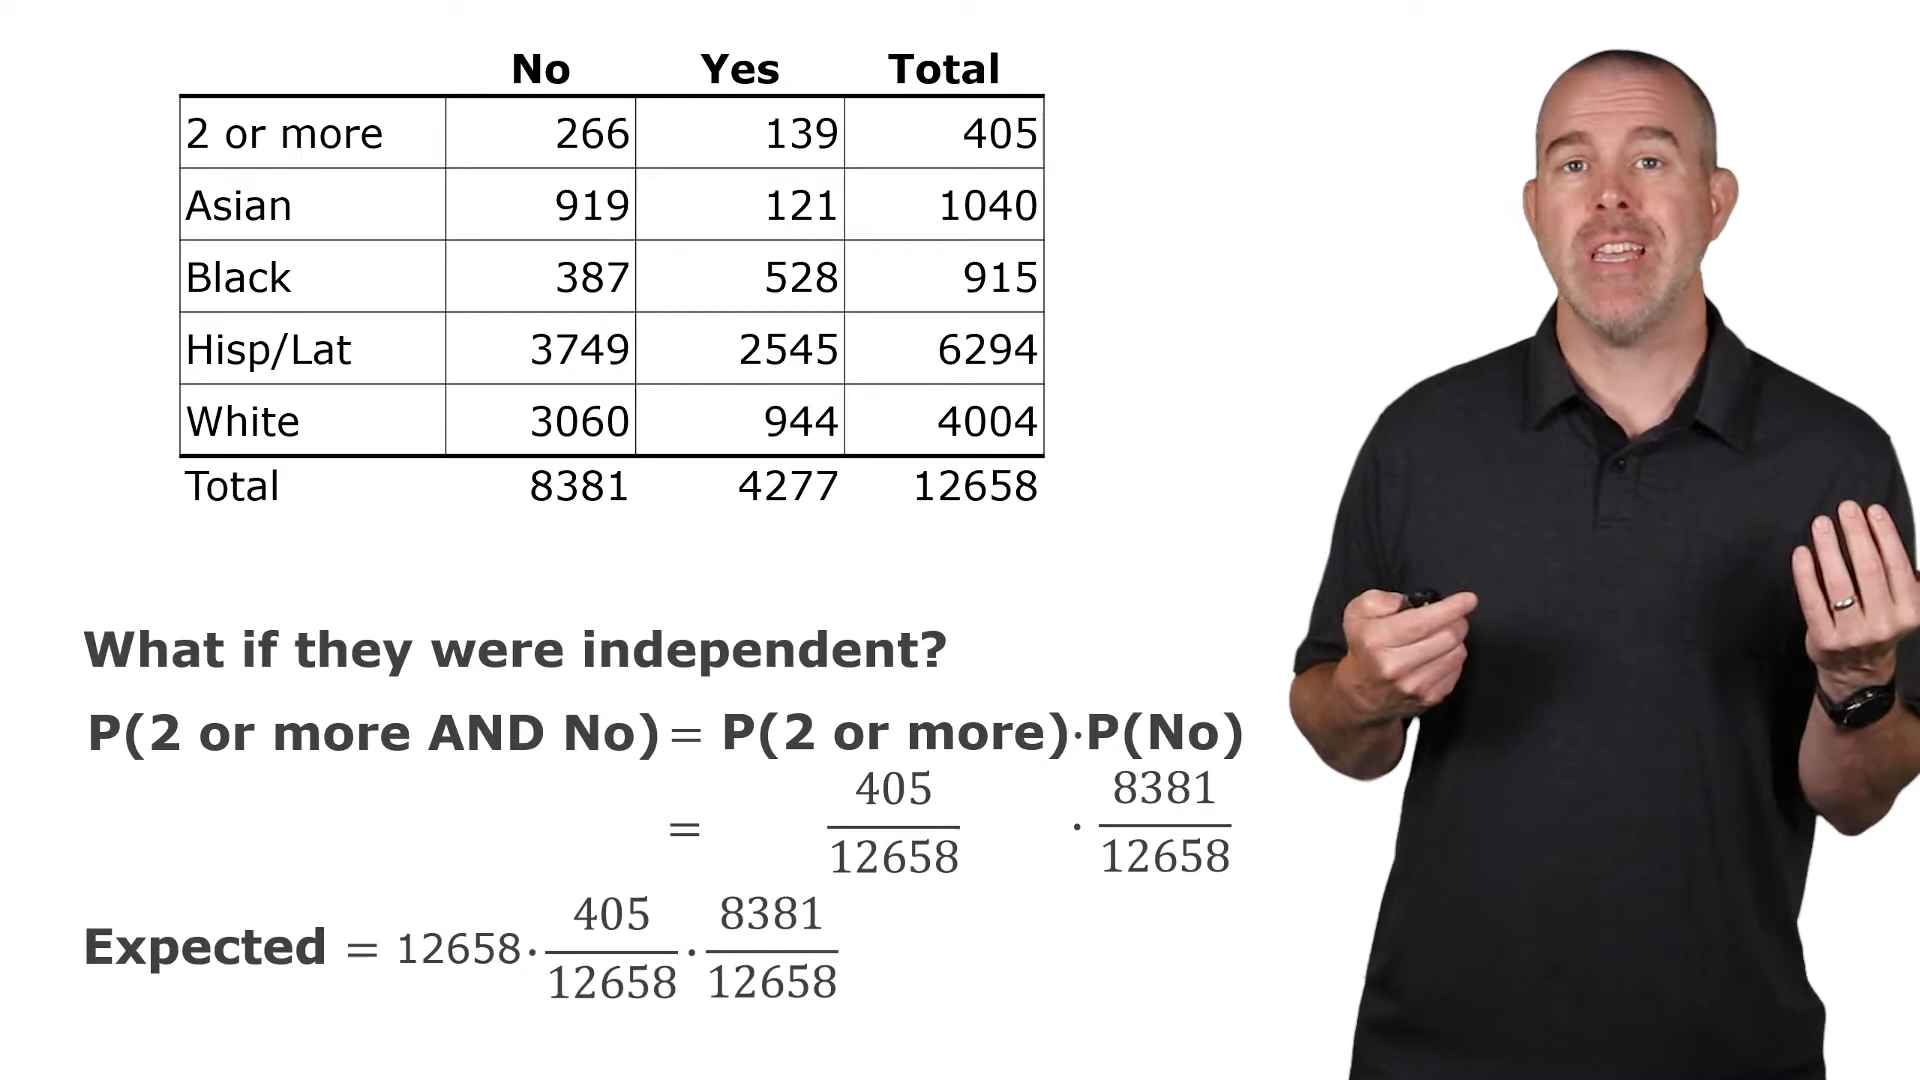 No Yes Total
2 or more 266 139 405
Asian 919 121 1040
Black 387 528 915
Hisp/Lat 3749 2545 6294
White 3060 944 4004
Total 8381 4277 12658
What if they were independent?
P(2 or more AND No) = P(2 or more)·P(No)
= 405/12658 · 8381/12658
Expected = 12658 · 405/12658 · 8381/12658